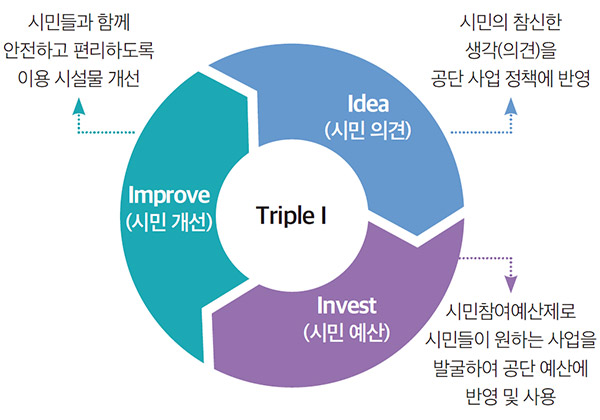 시민들과 함께
안전하고 편리하도록
이용 시설물 개선
시민의 참신한
생각(의견)을
공단 사업 정책에 반영
Idea
(시민 의견)
Improve
(시민 개선)
Triple I
Invest
(시민 예산)
시민참여예산제로
시민들이 원하는 사업을
발굴하여 공단 예산에
반영 및 사용